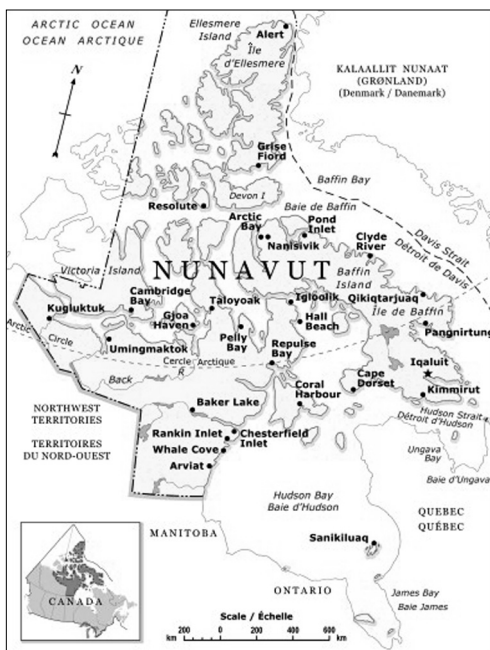 ARCTIC OCEAN
OCEAN ARCTIQUE
Ellesmere
Island
Alert
Île
d'Ellesmere
KALAALLIT NUNAAT
(GRØNLAND)
(Denmark / Danemark)
N
Grise
Fiord
Devon I
Resolute
Baffin Bay
Baie de Baffin
Arctic
Bay
Nanisivik
Pond
Inlet
Clyde
River
Davis Strait
Détroit de Davis
Victoria Island
NUNAVUT
Baffin
Island
Qikiqtarjuaq
Île de Baffin
Pangnirtung
Kugluktuk
Cambridge
Bay
Taloyoak
Igloolik
Gjoa
Haven
Hall
Beach
Umingmaktok
Pelly
Bay
Repulse
Bay
Arctic Circle
Cercle Arctique
Iqaluit
Cape
Dorset
Kimmirut
Back
R
Baker Lake
Coral
Harbour
Hudson Strait
Détroit d'Hudson
NORTHWEST
TERRITORIES
TERRITOIRES
DU NORD-OUEST
Rankin Inlet
Chesterfield
Inlet
Whale Cove
Arviat
Ungava
Bay
Baie d'Ungava
Hudson Bay
Baie d'Hudson
QUEBEC
QUÉBEC
MANITOBA
Sanikiluaq
ONTARIO
James Bay
Baie James
CANADA
Scale / Échelle
km 200 0 200 400 600 km